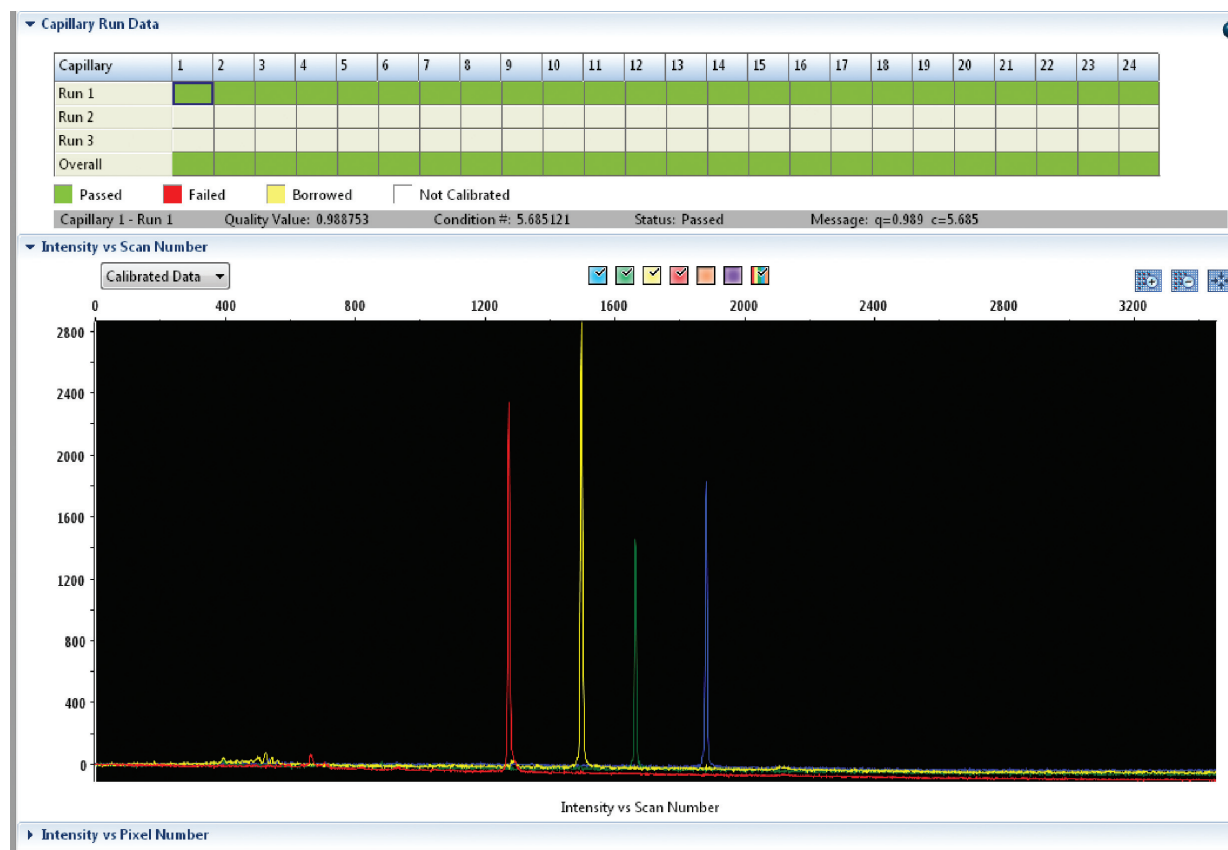 Capillary Run Data
Capillary 1 2 3 4 5 6 7 8 9 10 11 12 13 14 15 16 17 18 19 20 21 22 23 24
Run 1
Run 2
Run 3
Overall
Passed Failed Borrowed Not Calibrated
Capillary 1 - Run 1 Quality Value: 0.988753 Condition #: 5.685121 Status: Passed Message: q=0.989 c=5.685
Intensity vs Scan Number
Calibrated Data
0 400 800 1200 1600 2000 2400 2800 3200
2800
2400
2000
1600
1200
800
400
0
Intensity vs Scan Number
Intensity vs Pixel Number